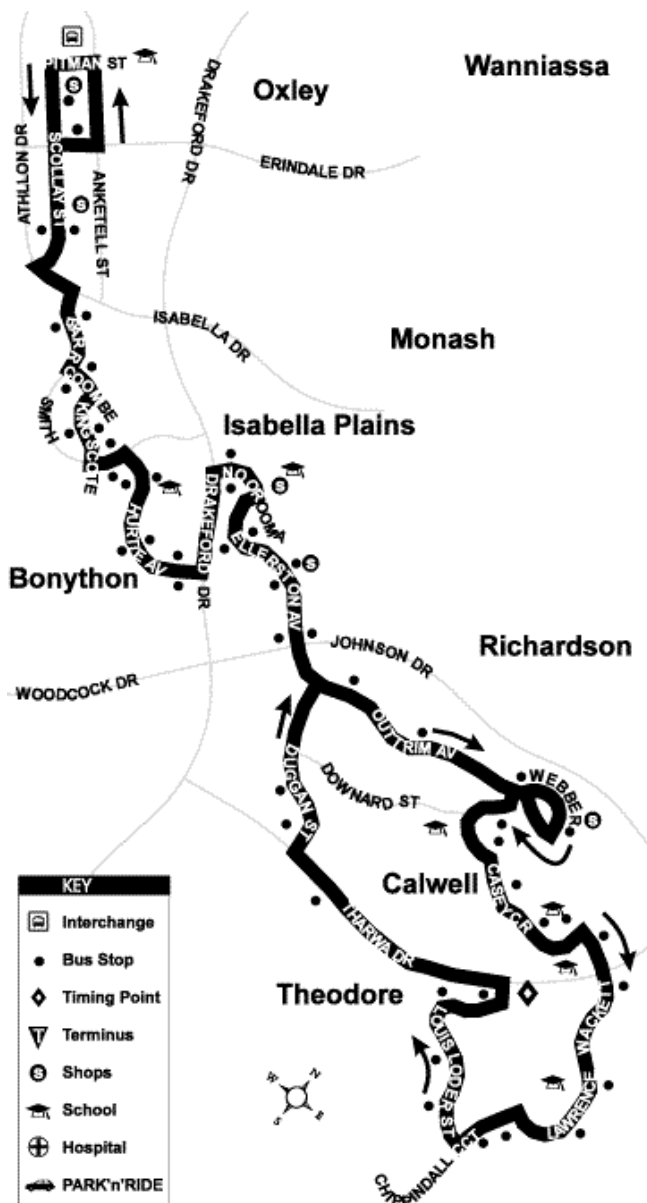 PITMAN ST
Wanniassa
Oxley
DRAKEFORD DR
ATHLLON DR
SCOLLAY ST
ANKETELL ST
ERINDALE DR
ISABELLA DR
Monash
COOMBE
SMITH
KINGSCOTE
Isabella Plains
NOOROOMA
DRAKEFORD DR
HURTLE AV
ELLERSTON AV
Bonython
JOHNSON DR
Richardson
WOODCOCK DR
OUTTRIM AV
DUGGAN ST
DOWNARD ST
WEBBER
S
Calwell
CASEY CR
THARWA DR
Theodore
LOUIS LODER ST
LAWRENCE WACKETT
CHIPPINDALL CCT
N
W
E
S
KEY
Interchange
Bus Stop
Timing Point
T Terminus
S Shops
School
Hospital
PARK'n'RIDE